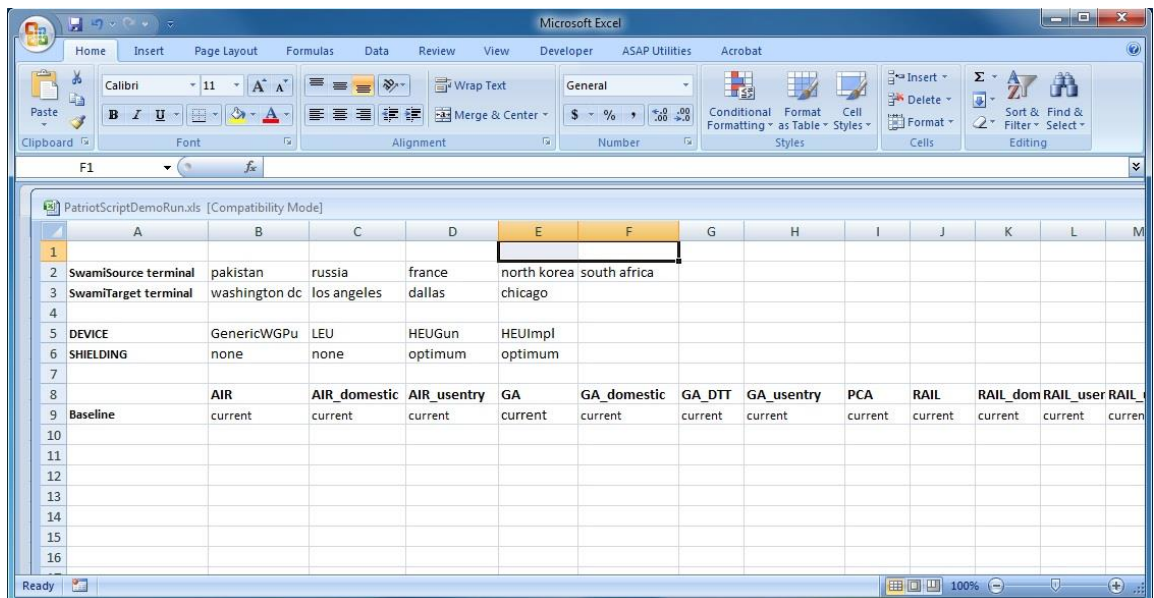 Microsoft Excel
Home Insert Page Layout Formulas Data Review View Developer ASAP Utilities Acrobat
Paste
Calibri 11 A A
B I U A
Wrap Text
Merge & Center
General
$ % , .0 .00 .00 .0
Conditional Formatting Format as Table Cell Styles
Insert
Delete
Format
Σ
Sort & Filter Find & Select
Clipboard Font Alignment Number Styles Cells Editing
F1 fx
PatriotScriptDemoRun.xls [Compatibility Mode]
A B C D E F G H I J K L M
1
2 SwamiSource terminal pakistan russia france north korea south africa
3 SwamiTarget terminal washington dc los angeles dallas chicago
4
5 DEVICE GenericWGPu LEU HEUGun HEUImpl
6 SHIELDING none none optimum optimum
7
8 AIR AIR_domestic AIR_usentry GA GA_domestic GA_DTT GA_usentry PCA RAIL RAIL_dom RAIL_user RAIL_
9 Baseline current current current current current current current current current current current curren
10
11
12
13
14
15
16
Ready 100%